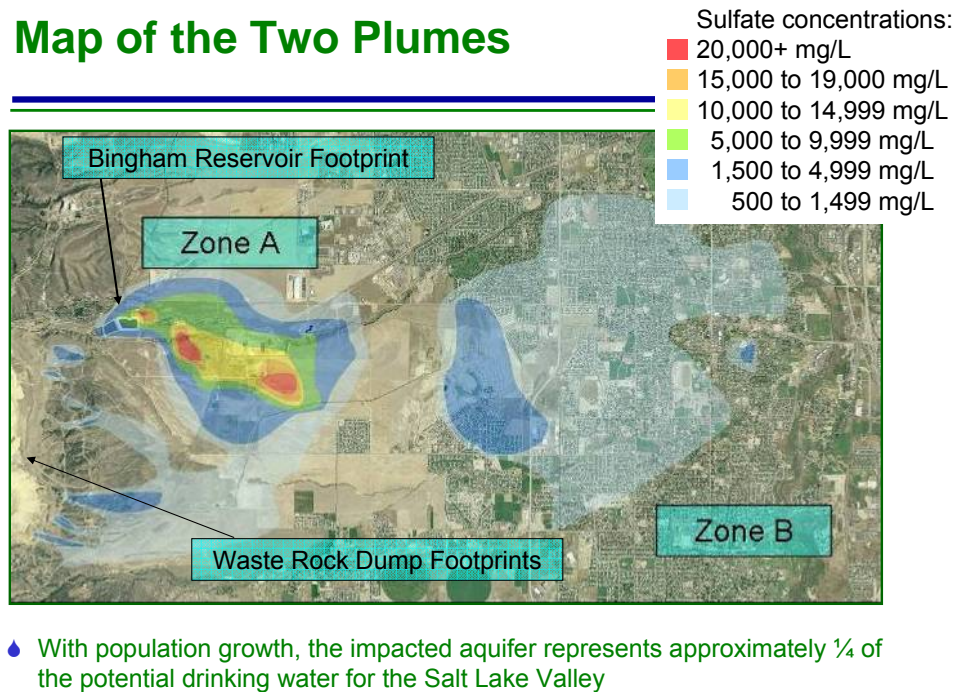 Map of the Two Plumes
Sulfate concentrations:
20,000+ mg/L
15,000 to 19,000 mg/L
10,000 to 14,999 mg/L
5,000 to 9,999 mg/L
1,500 to 4,999 mg/L
500 to 1,499 mg/L
Bingham Reservoir Footprint
Zone A
Zone B
Waste Rock Dump Footprints
With population growth, the impacted aquifer represents approximately ¼ of
the potential drinking water for the Salt Lake Valley